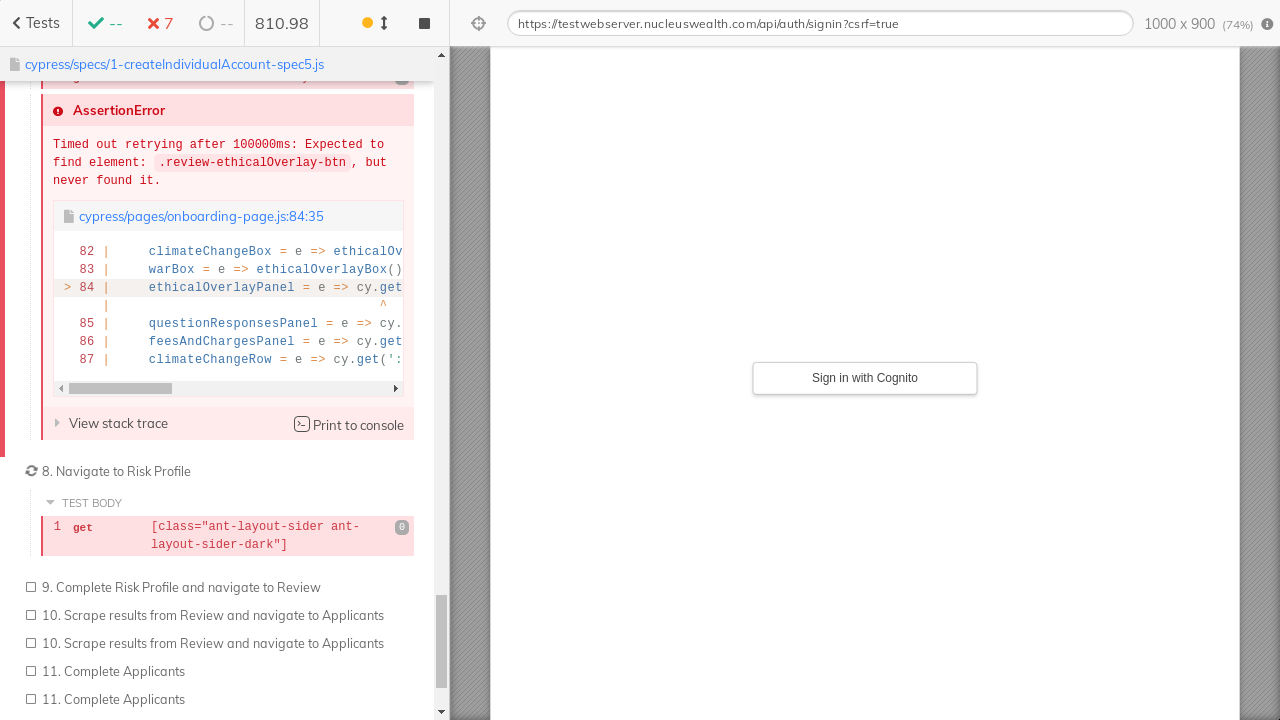 Tests
--
7
--
810.98
https://testwebserver.nucleuswealth.com/api/auth/signin?csrf=true
1000 x 900 (74%)
cypress/specs/1-createIndividualAccount-spec5.js
AssertionError
Timed out retrying after 100000ms: Expected to
find element: .review-ethicalOverlay-btn, but
never found it.
cypress/pages/onboarding-page.js:84:35
82 | climateChangeBox = e => ethicalOv
83 | warBox = e => ethicalOverlayBox()
> 84 | ethicalOverlayPanel = e => cy.get
| ^
85 | questionResponsesPanel = e => cy.
86 | feesAndChargesPanel = e => cy.get
87 | climateChangeRow = e => cy.get(':
View stack trace
Print to console
8. Navigate to Risk Profile
TEST BODY
1 get [class="ant-layout-sider ant-
layout-sider-dark"]
0
9. Complete Risk Profile and navigate to Review
10. Scrape results from Review and navigate to Applicants
10. Scrape results from Review and navigate to Applicants
11. Complete Applicants
11. Complete Applicants
Sign in with Cognito